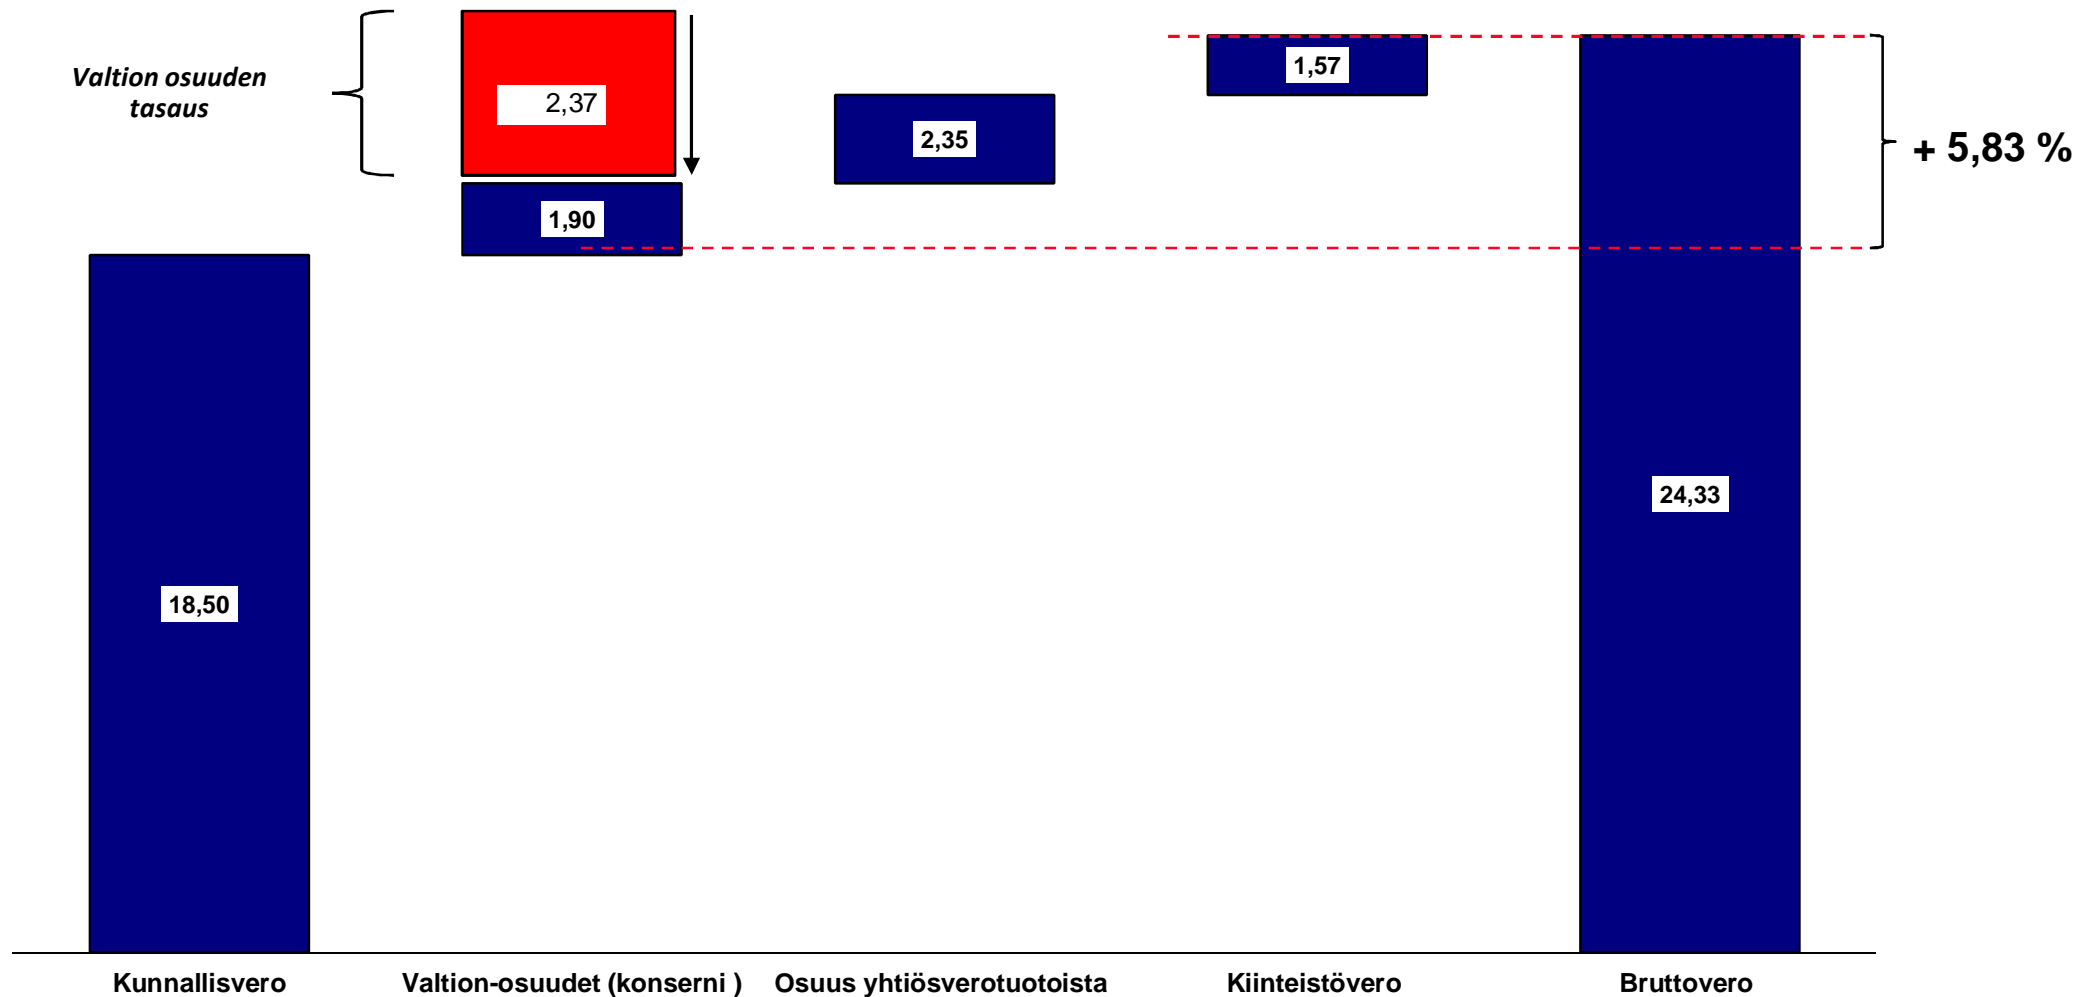 Valtion osuuden
tasaus
2,37
1,90
2,35
1,57
+ 5,83 %
18,50
24,33
Kunnallisvero
Valtion-osuudet (konserni )
Osuus yhtiösverotuotoista
Kiinteistövero
Bruttovero